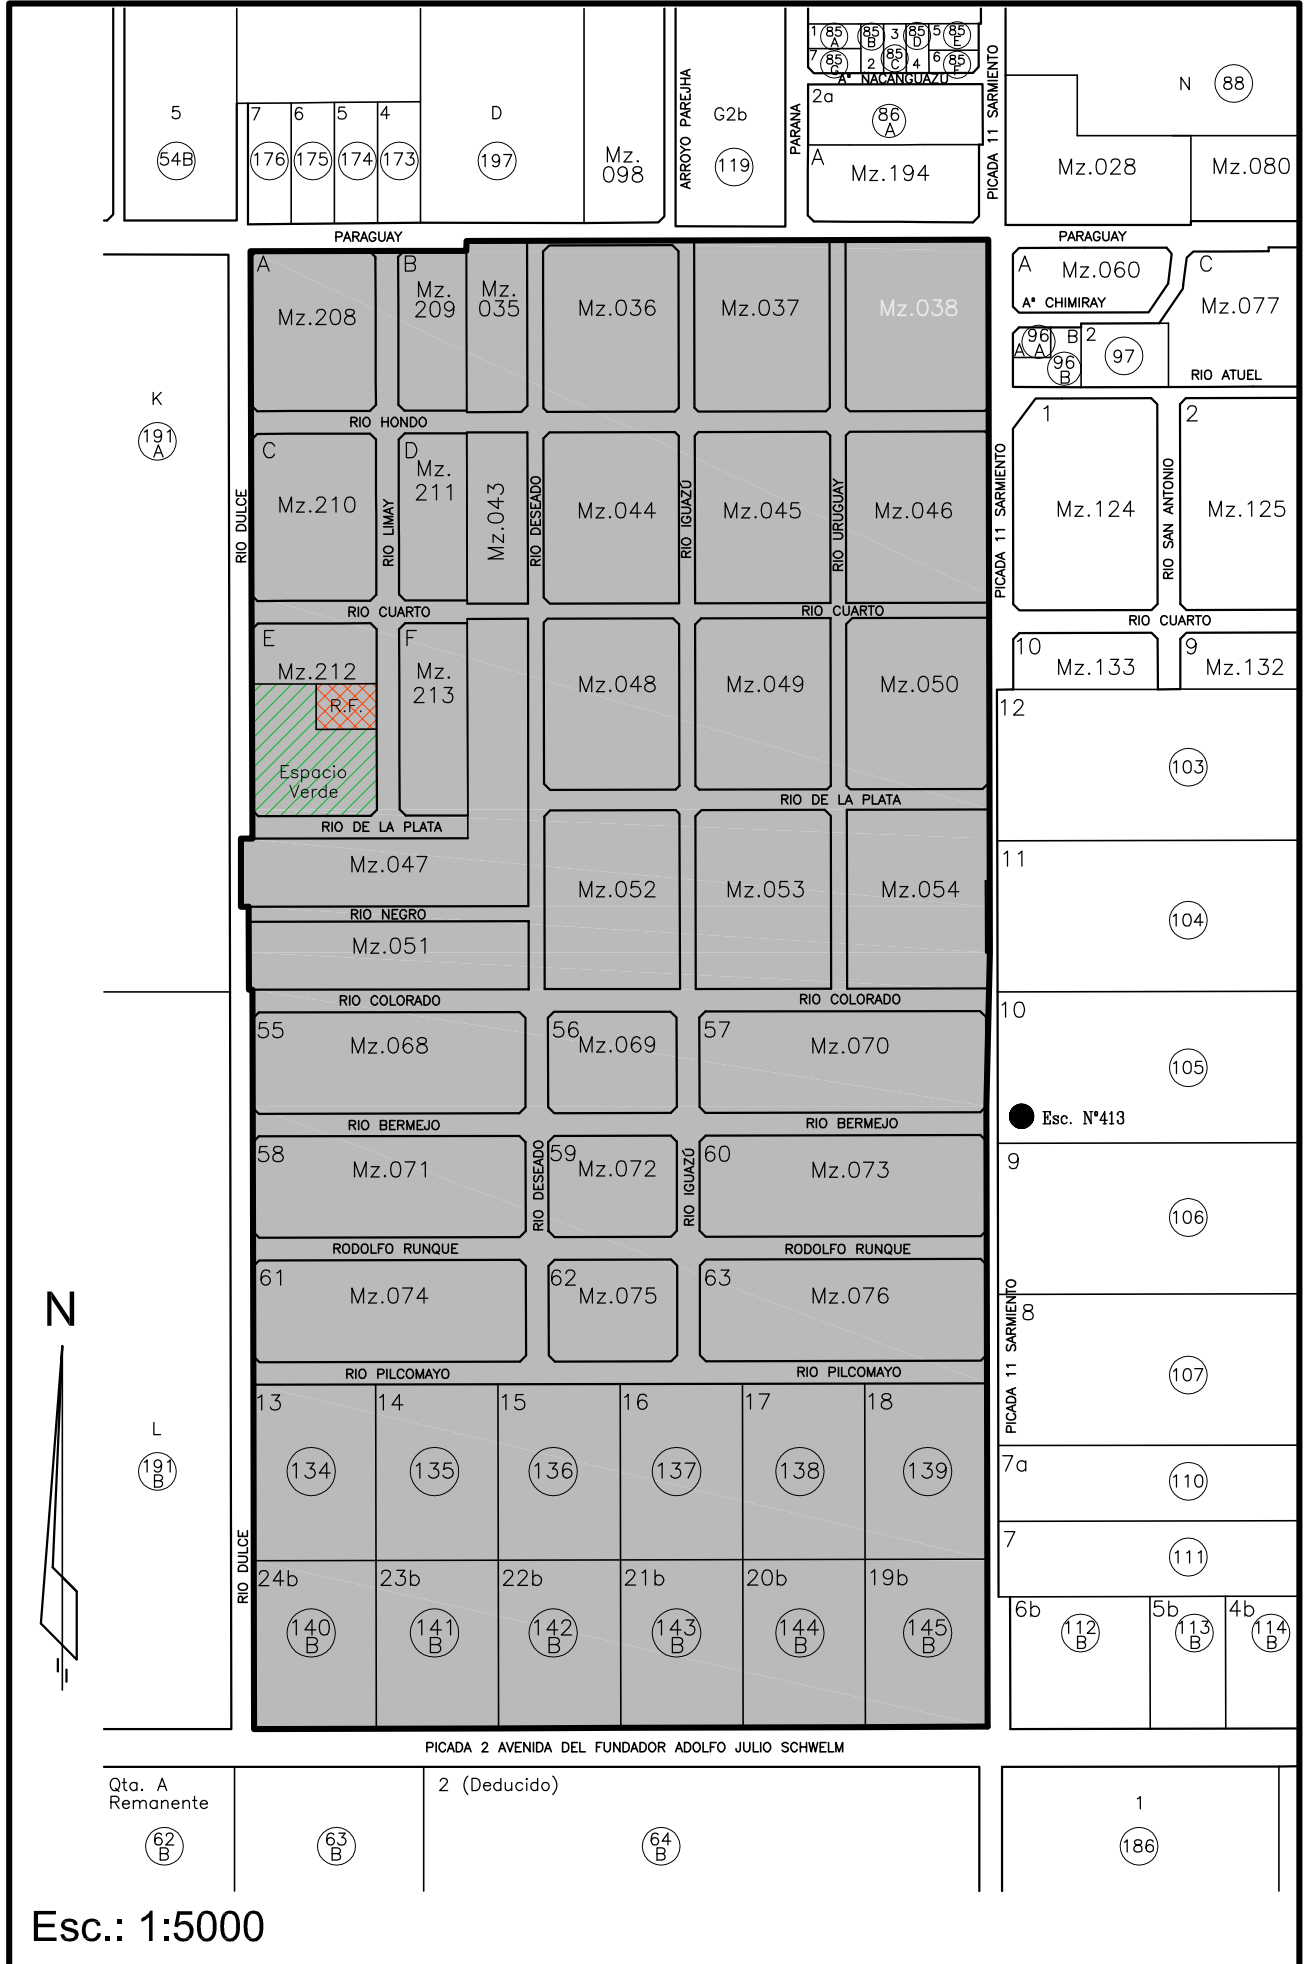 1
85
A
85
B
3
85
D
5
85
E
7
85
G
2
85
C
4
6
85
F
Aº NACANGUAZU
N
88
5
54B
7
176
6
175
5
174
4
173
D
197
Mz.
098
ARROYO PAREJHA
G2b
119
PARANA
2a
86
A
A
Mz.194
PICADA 11 SARMIENTO
Mz.028
Mz.080
PARAGUAY
PARAGUAY
A
Mz.208
B
Mz.
209
Mz.
035
Mz.036
Mz.037
Mz.038
A
Mz.060
Aº CHIMIRAY
C
Mz.077
96
A
A
B
96
B
2
97
RIO ATUEL
K
191
A
RIO HONDO
RIO DULCE
C
Mz.210
RIO LIMAY
D
Mz.
211
Mz.043
RIO DESEADO
Mz.044
RIO IGUAZÚ
Mz.045
RIO URUGUAY
Mz.046
PICADA 11 SARMIENTO
1
Mz.124
RIO SAN ANTONIO
2
Mz.125
RIO CUARTO
RIO CUARTO
RIO CUARTO
E
Mz.212
R.F.
Espacio
Verde
F
Mz.
213
Mz.048
Mz.049
Mz.050
10
Mz.133
9
Mz.132
12
103
RIO DE LA PLATA
RIO DE LA PLATA
Mz.047
Mz.052
Mz.053
Mz.054
11
104
RIO NEGRO
Mz.051
RIO COLORADO
RIO COLORADO
55
Mz.068
56
Mz.069
57
Mz.070
10
105
Esc. Nº413
RIO BERMEJO
RIO BERMEJO
58
Mz.071
RIO DESEADO
59
Mz.072
RIO IGUAZÚ
60
Mz.073
9
106
RODOLFO RUNQUE
RODOLFO RUNQUE
61
Mz.074
62
Mz.075
63
Mz.076
PICADA 11 SARMIENTO
8
107
N
RIO PILCOMAYO
RIO PILCOMAYO
L
191
B
13
134
14
135
15
136
16
137
17
138
18
139
7a
110
7
111
RIO DULCE
24b
140
B
23b
141
B
22b
142
B
21b
143
B
20b
144
B
19b
145
B
6b
112
B
5b
113
B
4b
114
B
PICADA 2 AVENIDA DEL FUNDADOR ADOLFO JULIO SCHWELM
Qta. A
Remanente
62
B
63
B
2 (Deducido)
64
B
1
186
Esc.: 1:5000